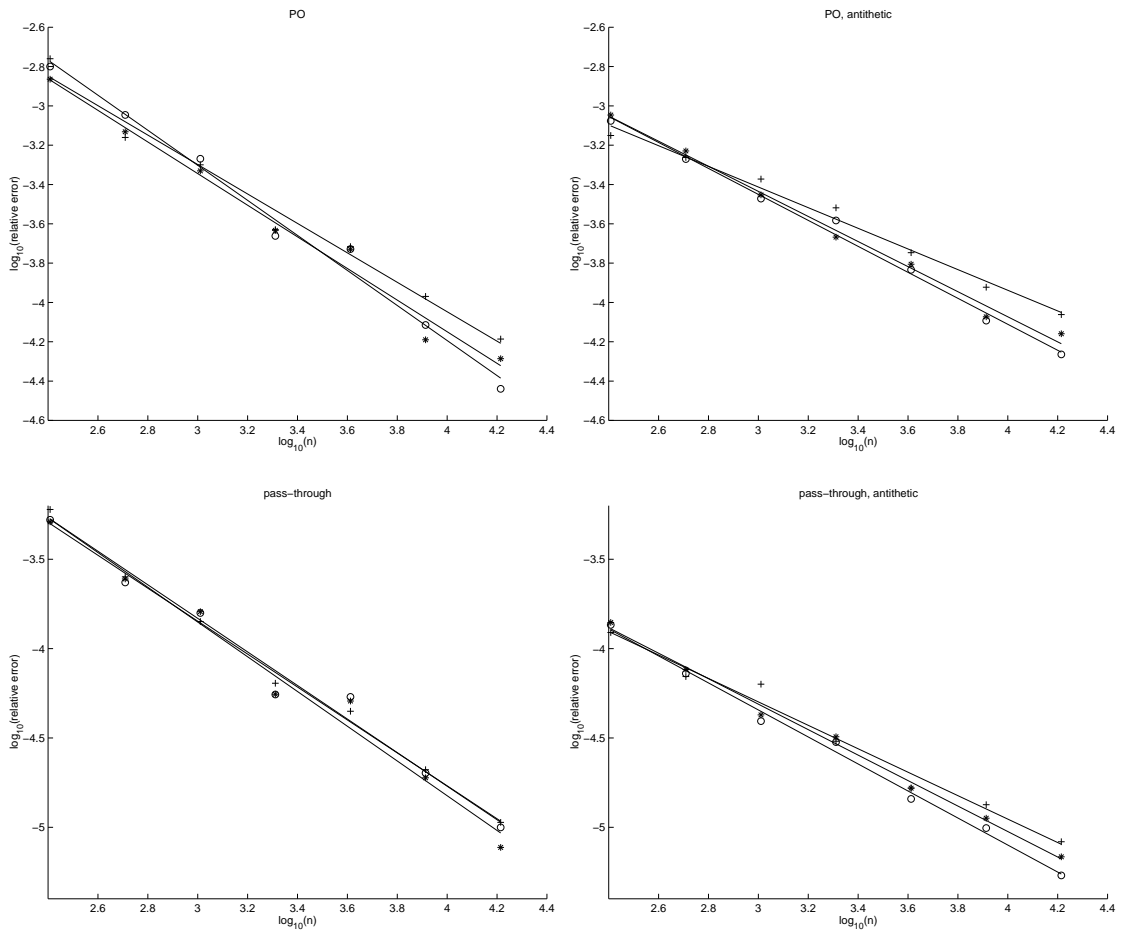 PO
−2.6
−2.8
−3
−3.2
−3.4
−3.6
−3.8
−4
−4.2
−4.4
−4.6
log10(relative error)
2.6 2.8 3 3.2 3.4 3.6 3.8 4 4.2 4.4
log10(n)
PO, antithetic
−2.6
−2.8
−3
−3.2
−3.4
−3.6
−3.8
−4
−4.2
−4.4
−4.6
log10(relative error)
2.6 2.8 3 3.2 3.4 3.6 3.8 4 4.2 4.4
log10(n)
pass−through
−3.5
−4
−4.5
−5
log10(relative error)
2.6 2.8 3 3.2 3.4 3.6 3.8 4 4.2 4.4
log10(n)
pass−through, antithetic
−3.5
−4
−4.5
−5
log10(relative error)
2.6 2.8 3 3.2 3.4 3.6 3.8 4 4.2 4.4
log10(n)